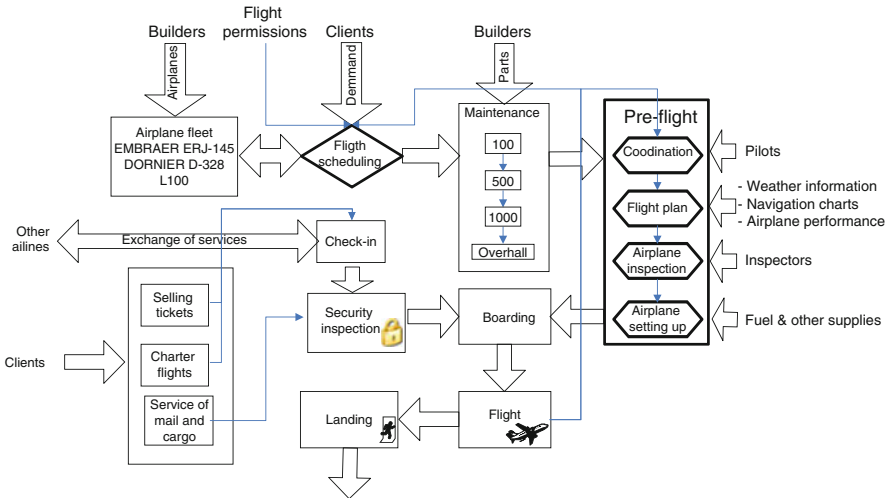 Builders
Flight
permissions
Clients
Builders
Airplanes
Demmand
Parts
Airplane fleet
EMBRAER ERJ-145
DORNIER D-328
L100
Fligth
scheduling
Maintenance
100
500
1000
Overhall
Pre-flight
Coodination
Flight plan
Airplane
inspection
Airplane
setting up
Pilots
- Weather information
- Navigation charts
- Airplane performance
Inspectors
Fuel & other supplies
Other
ailines
Exchange of services
Check-in
Selling
tickets
Security
inspection
Boarding
Clients
Charter
flights
Service of
mail and
cargo
Landing
Flight